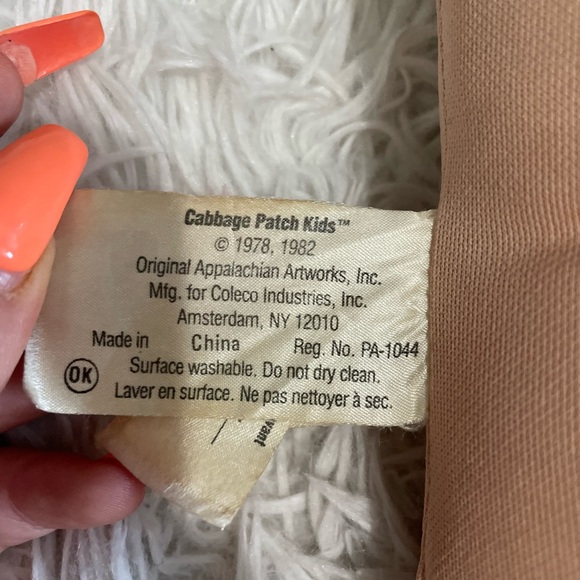 Cabbage Patch Kids™
© 1978, 1982
Original Appalachian Artworks, Inc.
Mfg. for Coleco Industries, Inc.
Amsterdam, NY 12010
Made in China Reg. No. PA-1044
OK Surface washable. Do not dry clean.
Laver en surface. Ne pas nettoyer à sec.